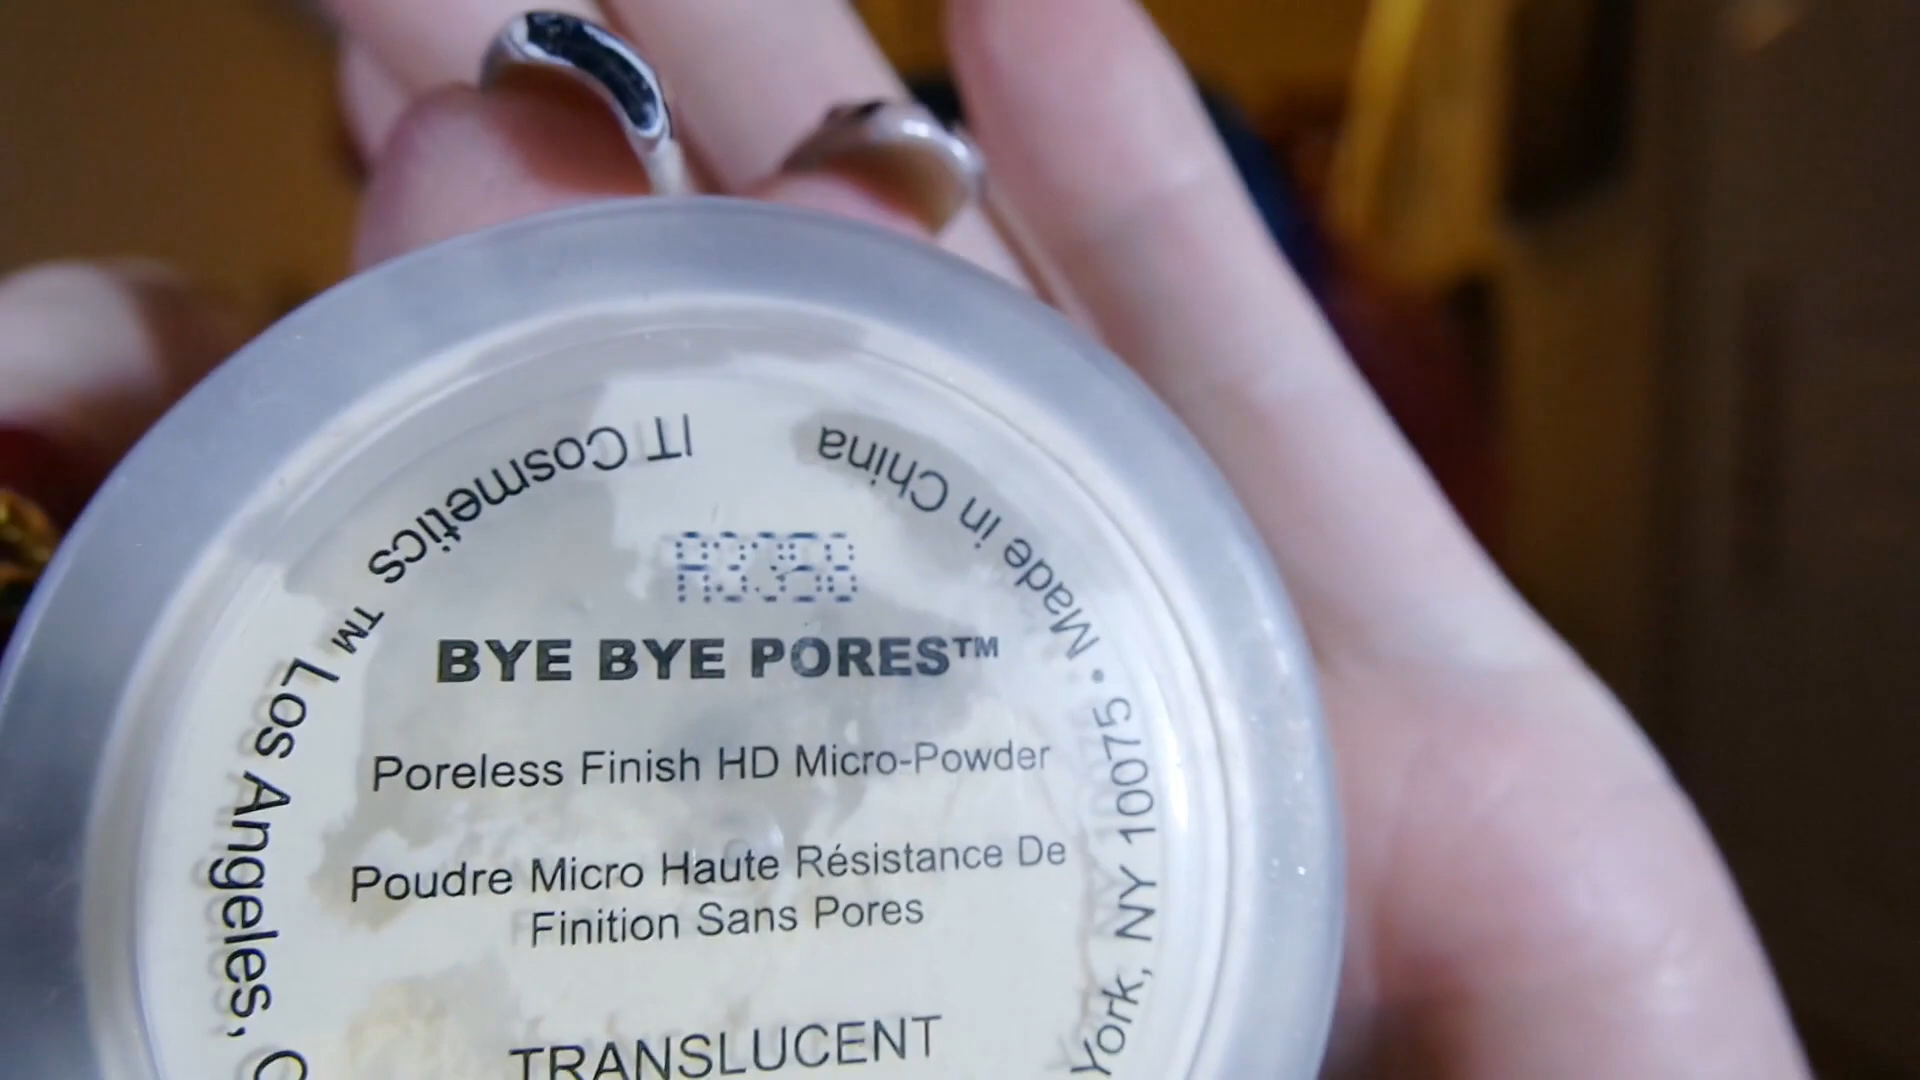 R3358
BYE BYE PORES™
Poreless Finish HD Micro-Powder
Poudre Micro Haute Résistance De
Finition Sans Pores
TRANSLUCENT
IT Cosmetics ™ Los Angeles,
York, NY 10075 • Made in China